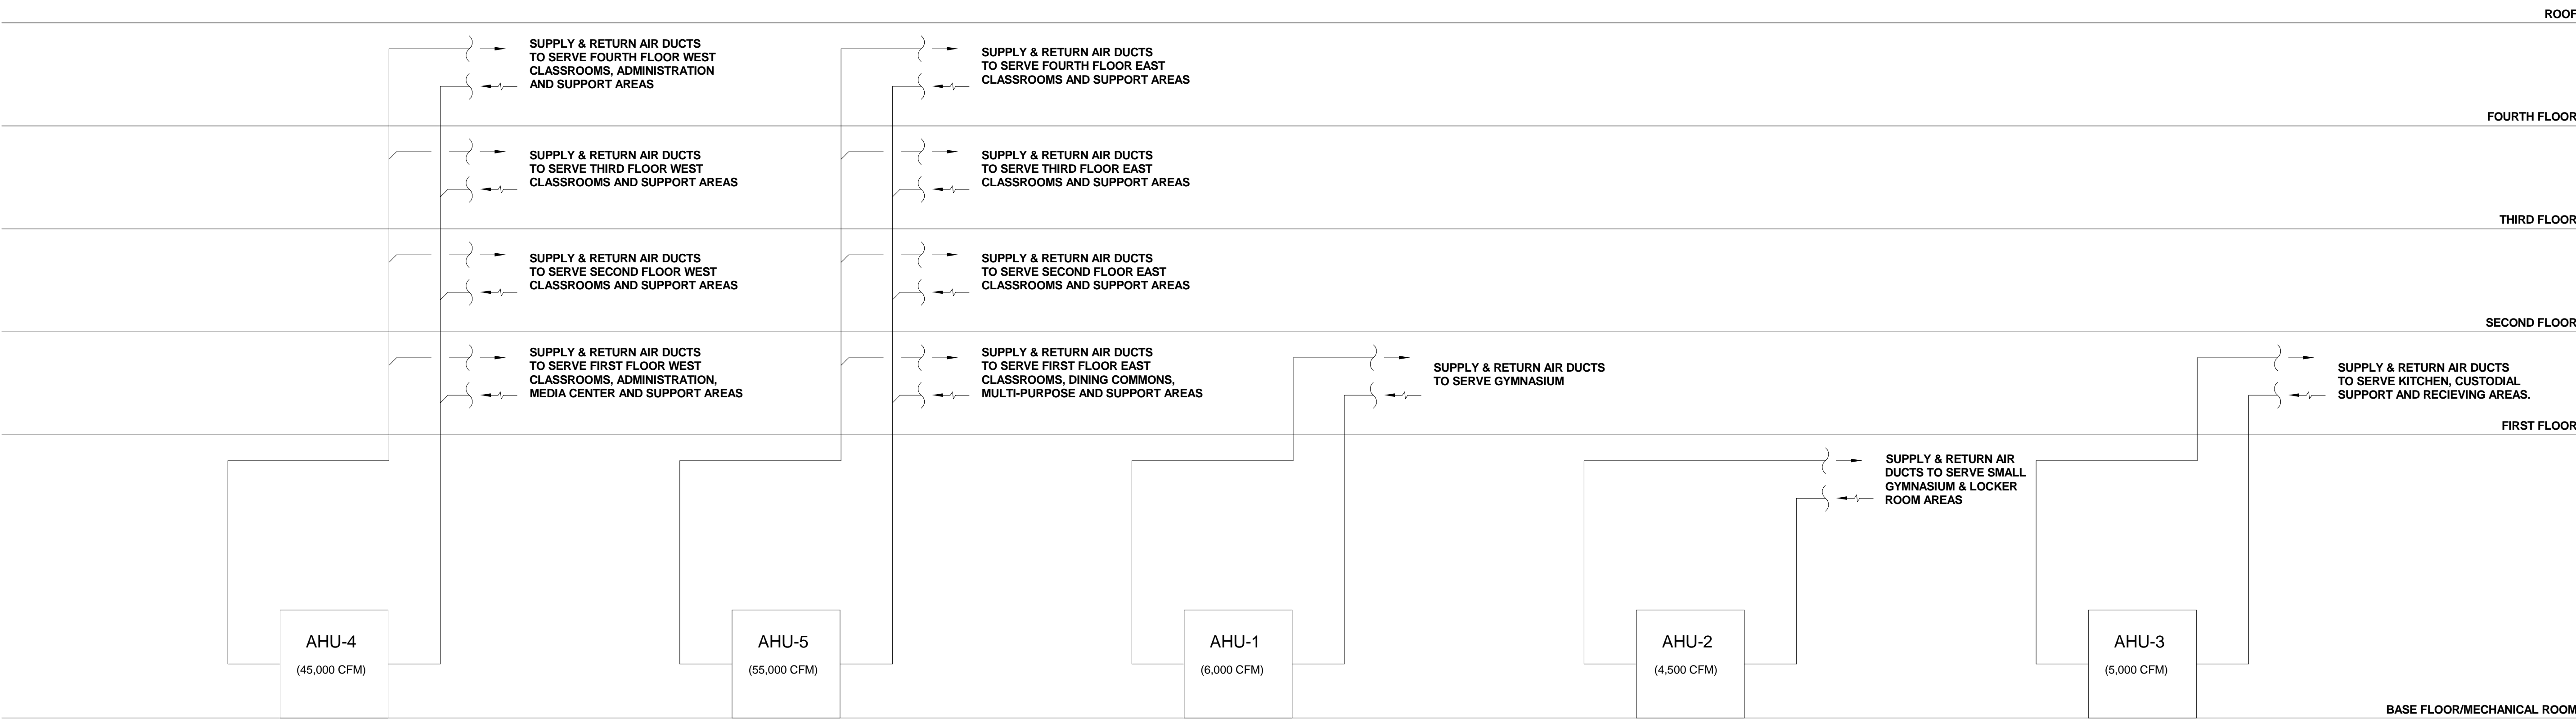 ROOF
SUPPLY & RETURN AIR DUCTS
TO SERVE FOURTH FLOOR WEST
CLASSROOMS, ADMINISTRATION
AND SUPPORT AREAS
SUPPLY & RETURN AIR DUCTS
TO SERVE FOURTH FLOOR EAST
CLASSROOMS AND SUPPORT AREAS
FOURTH FLOOR
SUPPLY & RETURN AIR DUCTS
TO SERVE THIRD FLOOR WEST
CLASSROOMS AND SUPPORT AREAS
SUPPLY & RETURN AIR DUCTS
TO SERVE THIRD FLOOR EAST
CLASSROOMS AND SUPPORT AREAS
THIRD FLOOR
SUPPLY & RETURN AIR DUCTS
TO SERVE SECOND FLOOR WEST
CLASSROOMS AND SUPPORT AREAS
SUPPLY & RETURN AIR DUCTS
TO SERVE SECOND FLOOR EAST
CLASSROOMS AND SUPPORT AREAS
SECOND FLOOR
SUPPLY & RETURN AIR DUCTS
TO SERVE FIRST FLOOR WEST
CLASSROOMS, ADMINISTRATION,
MEDIA CENTER AND SUPPORT AREAS
SUPPLY & RETURN AIR DUCTS
TO SERVE FIRST FLOOR EAST
CLASSROOMS, DINING COMMONS,
MULTI-PURPOSE AND SUPPORT AREAS
SUPPLY & RETURN AIR DUCTS
TO SERVE GYMNASIUM
SUPPLY & RETURN AIR DUCTS
TO SERVE KITCHEN, CUSTODIAL
SUPPORT AND RECIEVING AREAS.
FIRST FLOOR
SUPPLY & RETURN AIR
DUCTS TO SERVE SMALL
GYMNASIUM & LOCKER
ROOM AREAS
AHU-4
(45,000 CFM)
AHU-5
(55,000 CFM)
AHU-1
(6,000 CFM)
AHU-2
(4,500 CFM)
AHU-3
(5,000 CFM)
BASE FLOOR/MECHANICAL ROOM